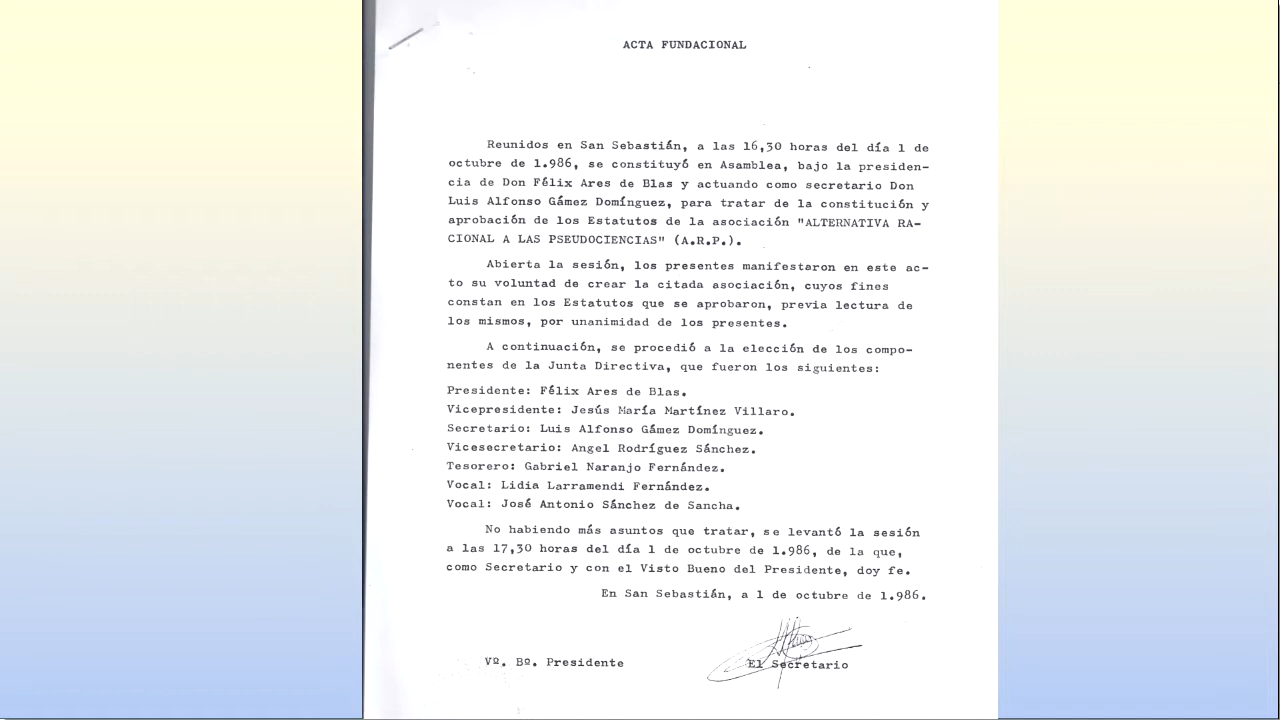 ACTA FUNDACIONAL
Reunidos en San Sebastián, a las 16,30 horas del día 1 de
octubre de 1.986, se constituyó en Asamblea, bajo la presiden-
cia de Don Félix Ares de Blas y actuando como secretario Don
Luis Alfonso Gámez Domínguez, para tratar de la constitución y
aprobación de los Estatutos de la asociación "ALTERNATIVA RA-
CIONAL A LAS PSEUDOCIENCIAS" (A.R.P.).
Abierta la sesión, los presentes manifestaron en este ac-
to su voluntad de crear la citada asociación, cuyos fines
constan en los Estatutos que se aprobaron, previa lectura de
los mismos, por unanimidad de los presentes.
A continuación, se procedió a la elección de los compo-
nentes de la Junta Directiva, que fueron los siguientes:
Presidente: Félix Ares de Blas.
Vicepresidente: Jesús María Martínez Villaro.
Secretario: Luis Alfonso Gámez Domínguez.
Vicesecretario: Angel Rodríguez Sánchez.
Tesorero: Gabriel Naranjo Fernández.
Vocal: Lidia Larramendi Fernández.
Vocal: José Antonio Sánchez de Sancha.
No habiendo más asuntos que tratar, se levantó la sesión
a las 17,30 horas del día 1 de octubre de 1.986, de la que,
como Secretario y con el Visto Bueno del Presidente, doy fe.
En San Sebastián, a 1 de octubre de 1.986.
Vº. Bº. Presidente
El Secretario